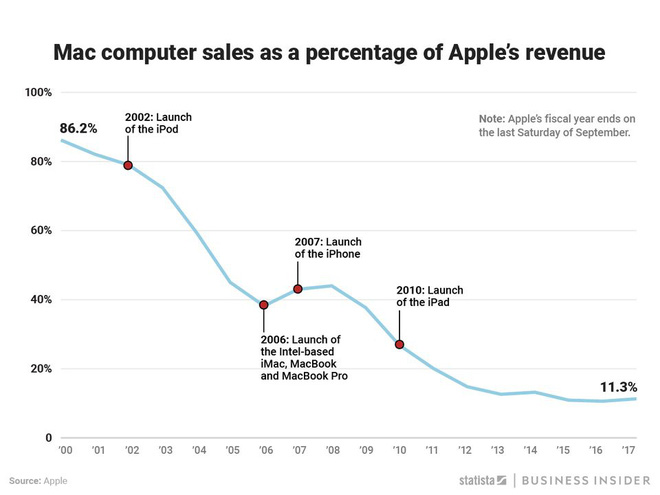 Mac computer sales as a percentage of Apple's revenue
100%
80%
60%
40%
20%
0
86.2%
2002: Launch
of the iPod
Note: Apple's fiscal year ends on
the last Saturday of September.
2007: Launch
of the iPhone
2006: Launch of
the Intel-based
iMac, MacBook
and MacBook Pro
2010: Launch
of the iPad
11.3%
'00 '01 '02 '03 '04 '05 '06 '07 '08 '09 '10 '11 '12 '13 '14 '15 '16 '17
Source: Apple
statista | BUSINESS INSIDER